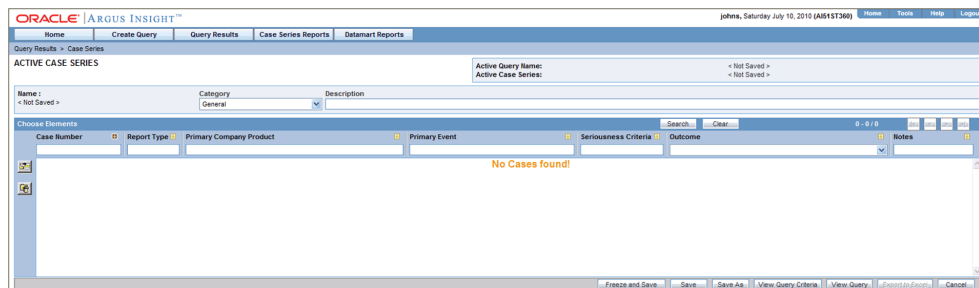 ORACLE® ARGUS INSIGHT™
johns, Saturday July 10, 2010 (AI51ST360)
Home Tools Help Logou
Home Create Query Query Results Case Series Reports Datamart Reports
Query Results > Case Series
ACTIVE CASE SERIES
Active Query Name: < Not Saved >
Active Case Series: < Not Saved >
Name : Category Description
< Not Saved > General
Choose Elements Search Clear 0 - 0 / 0
Case Number Report Type Primary Company Product Primary Event Seriousness Criteria Outcome Notes
No Cases found!
Freeze and Save Save Save As View Query Criteria View Query Export to Excel Cancel